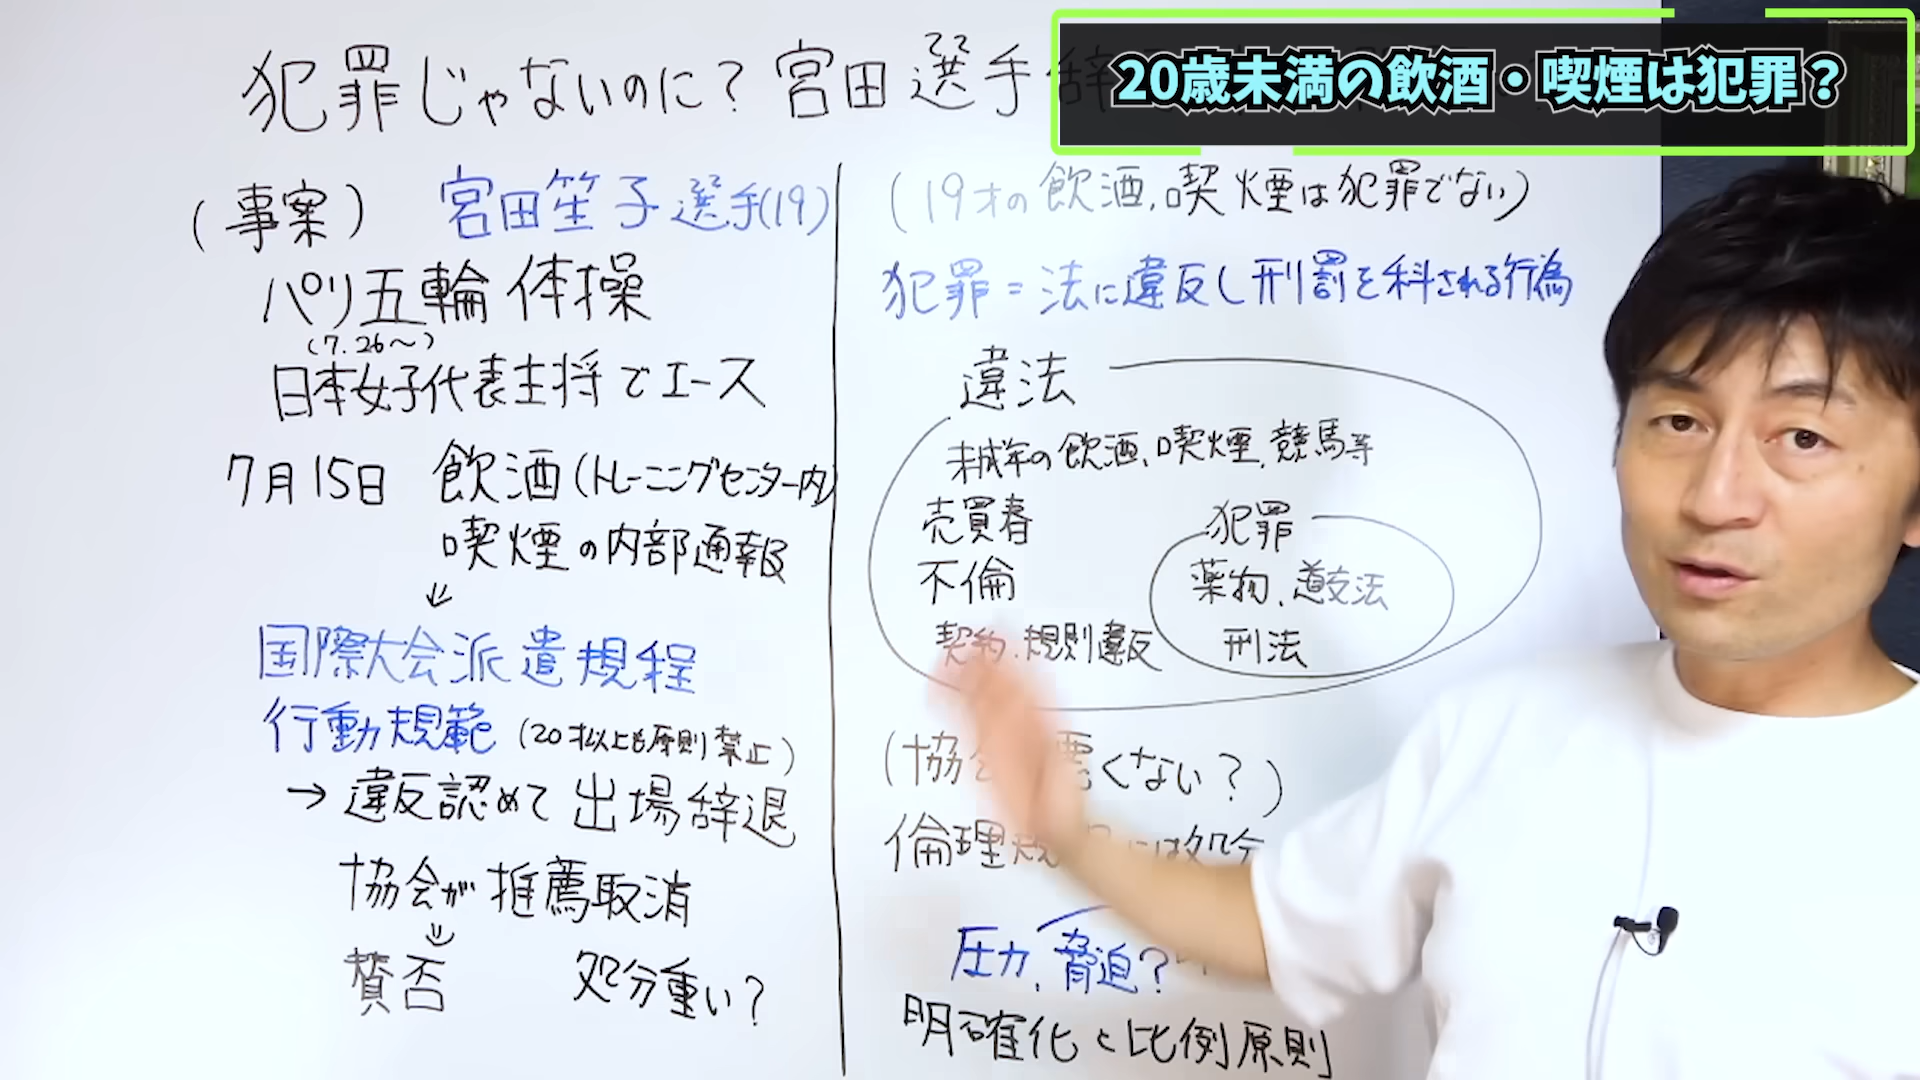 犯罪じゃないのに？宮田選手辞
20歳未満の飲酒・喫煙は犯罪？
(事案) 宮田笙子選手(19)
パリ五輪体操
(7.26～)
日本女子代表主将でエース
7月15日 飲酒(トレーニングセンター内)
喫煙の内部通報
↓
国際大会派遣規程
行動規範(20才以上も原則禁止)
→違反認めて出場辞退
協会が推薦取消
↓
賛否 処分重い？
(19才の飲酒、喫煙は犯罪でない)
犯罪=法に違反し刑罰を科される行為
違法
未成年の飲酒、喫煙、競馬等
売買春
不倫
契約、規則違反
犯罪
薬物、道交法
刑法
(協会 悪くない？)
倫理規 には処分
圧力、脅迫？
明確化と比例原則